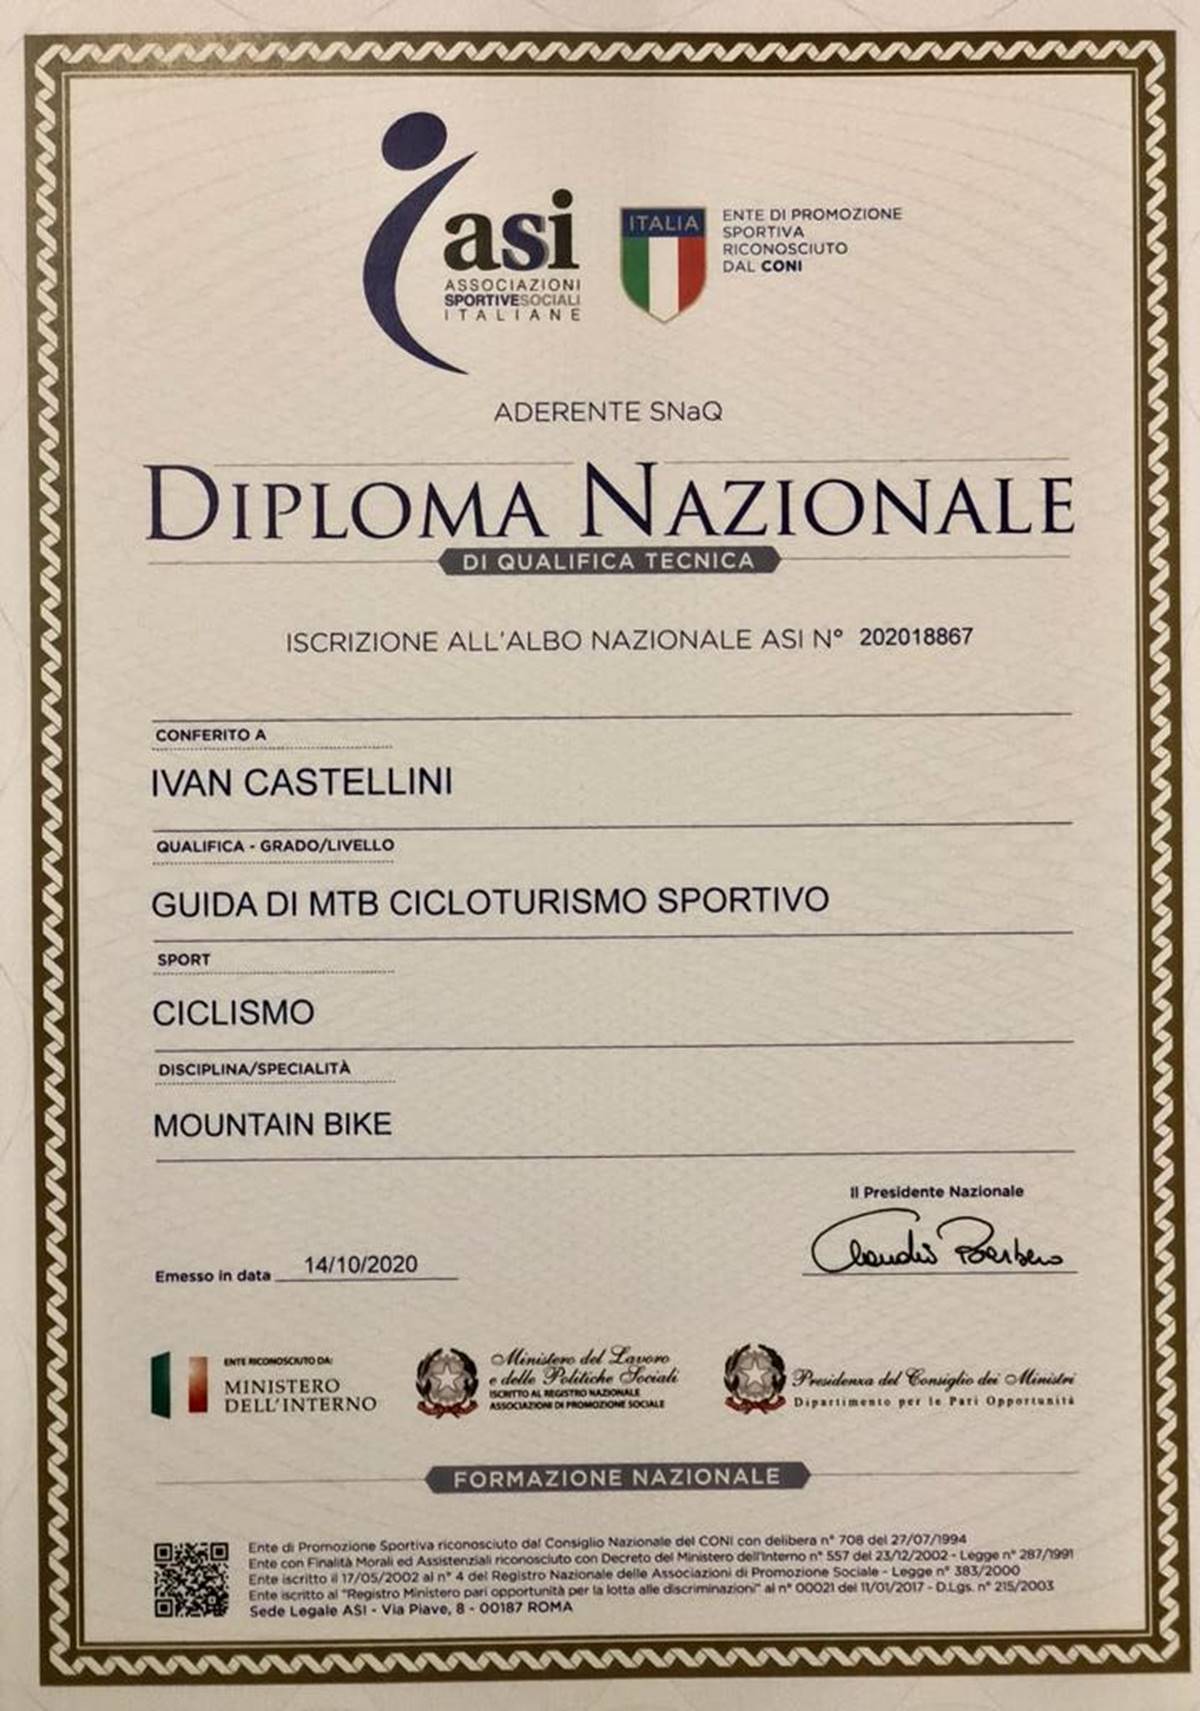 asi
ASSOCIAZIONI
SPORTIVESOCIALI
ITALIANE
ITALIA
ENTE DI PROMOZIONE
SPORTIVA
RICONOSCIUTO
DAL CONI
ADERENTE SNaQ
DIPLOMA NAZIONALE
DI QUALIFICA TECNICA
ISCRIZIONE ALL'ALBO NAZIONALE ASI N° 202018867
CONFERITO A
IVAN CASTELLINI
QUALIFICA - GRADO/LIVELLO
GUIDA DI MTB CICLOTURISMO SPORTIVO
SPORT
CICLISMO
DISCIPLINA/SPECIALITÀ
MOUNTAIN BIKE
Il Presidente Nazionale
Claudio Barbaro
Emesso in data 14/10/2020
ENTE RICONOSCIUTO DA:
MINISTERO
DELL'INTERNO
Ministero del Lavoro
e delle Politiche Sociali
ISCRITTO AL REGISTRO NAZIONALE
ASSOCIAZIONI DI PROMOZIONE SOCIALE
Presidenza del Consiglio dei Ministri
Dipartimento per le Pari Opportunità
FORMAZIONE NAZIONALE
Ente di Promozione Sportiva riconosciuto dal Consiglio Nazionale del CONI con delibera n° 708 del 27/07/1994
Ente con Finalità Morali ed Assistenziali riconosciuto con Decreto del Ministero dell'Interno n° 557 del 23/12/2002 - Legge n° 287/1991
Ente iscritto il 17/05/2002 al n° 4 del Registro Nazionale delle Associazioni di Promozione Sociale - Legge n° 383/2000
Ente iscritto al "Registro Ministero pari opportunità per la lotta alle discriminazioni" al n° 00021 del 11/01/2017 - D.Lgs. n° 215/2003
Sede Legale ASI - Via Piave, 8 - 00187 ROMA